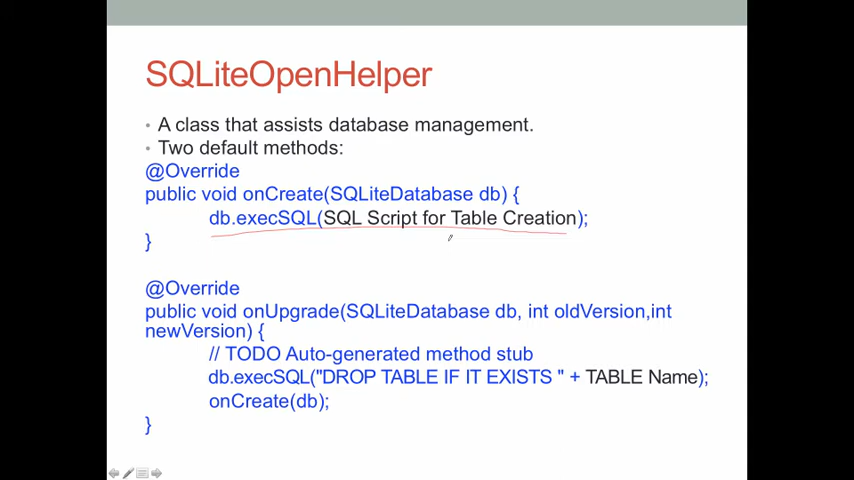 SQLiteOpenHelper
• A class that assists database management.
• Two default methods:
@Override
public void onCreate(SQLiteDatabase db) {
db.execSQL(SQL Script for Table Creation);
}
@Override
public void onUpgrade(SQLiteDatabase db, int oldVersion,int
newVersion) {
// TODO Auto-generated method stub
db.execSQL("DROP TABLE IF IT EXISTS " + TABLE Name);
onCreate(db);
}